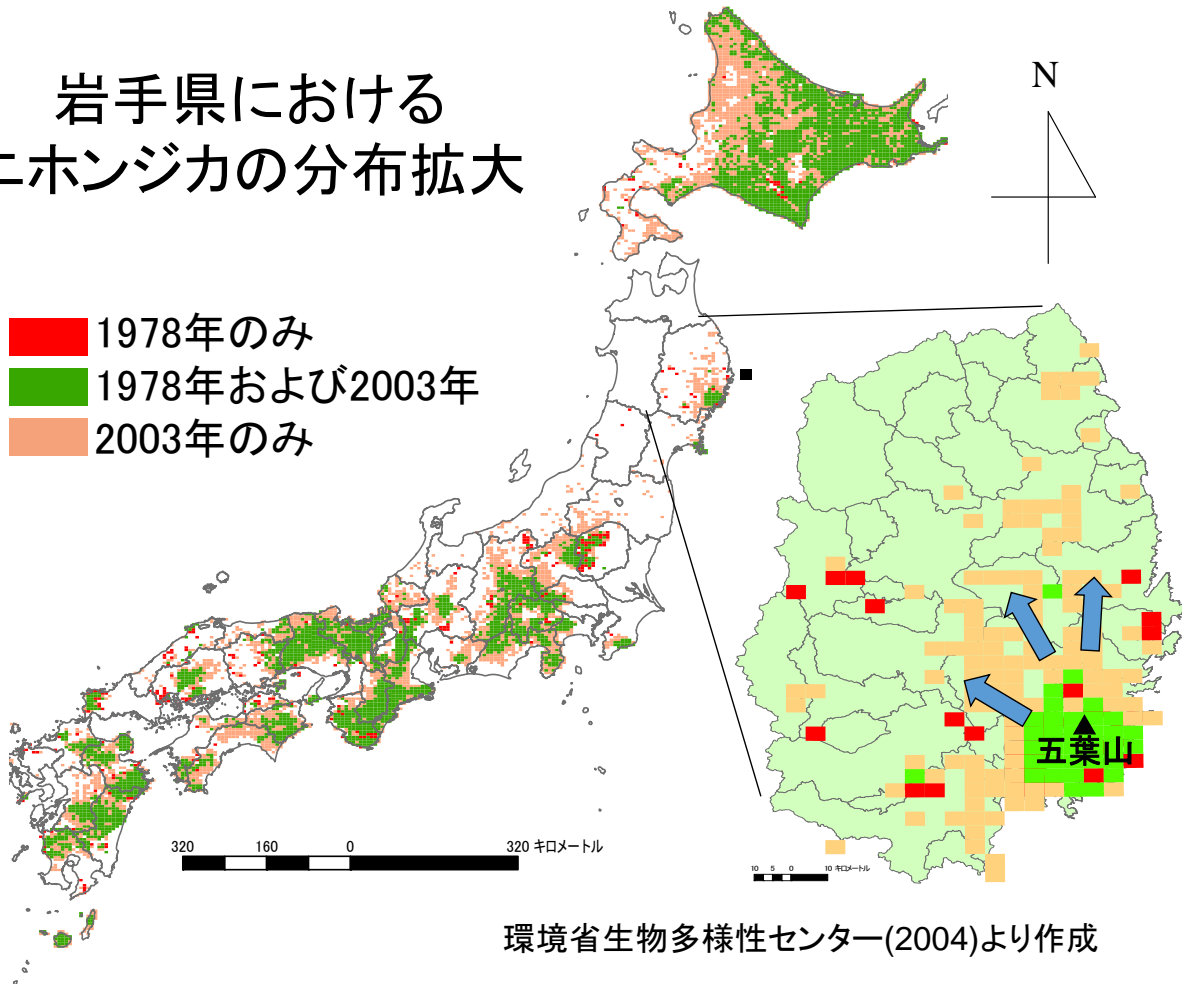 岩手県における
ニホンジカの分布拡大
N
1978年のみ
1978年および2003年
2003年のみ
五葉山
320 160 0 320 キロメートル
10 5 0 10 キロメートル
環境省生物多様性センター(2004)より作成